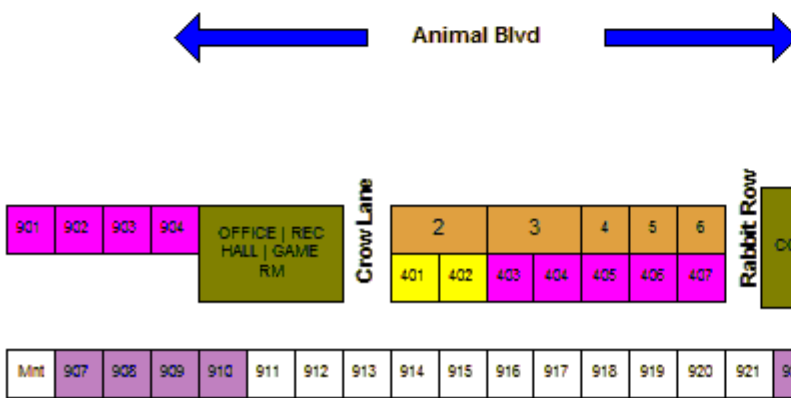 Animal Blvd
Crow Lane
Rabbit Row
901 902 903 904
OFFICE | REC
HALL | GAME
RM
2 3 4 5 6
401 402 403 404 405 406 407
Mnt 907 908 909 910 911 912 913 914 915 916 917 918 919 920 921